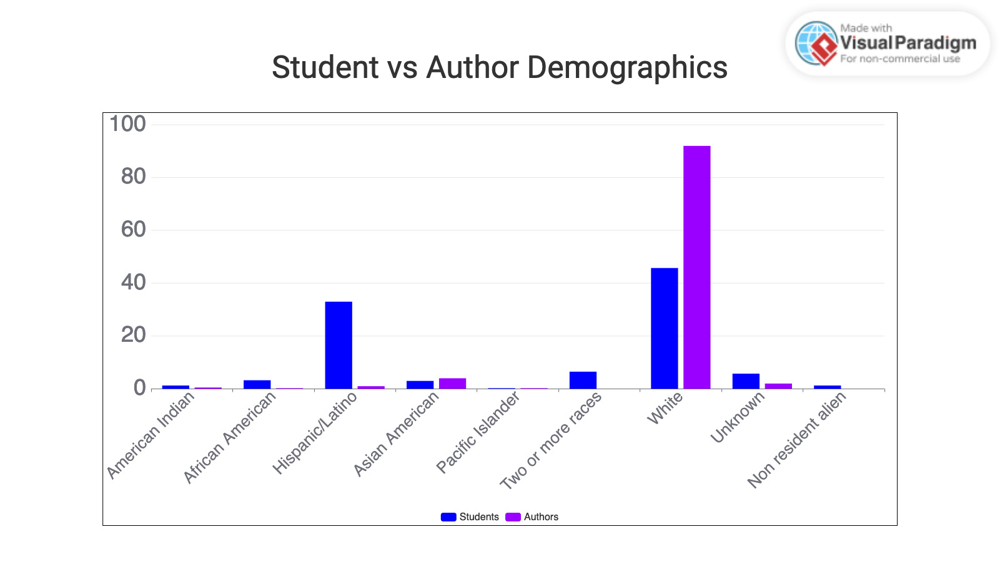 Made with
Visual Paradigm
For non-commercial use
Student vs Author Demographics
100
80
60
40
20
0
American Indian
African American
Hispanic/Latino
Asian American
Pacific Islander
Two or more races
White
Unknown
Non resident alien
Students
Authors